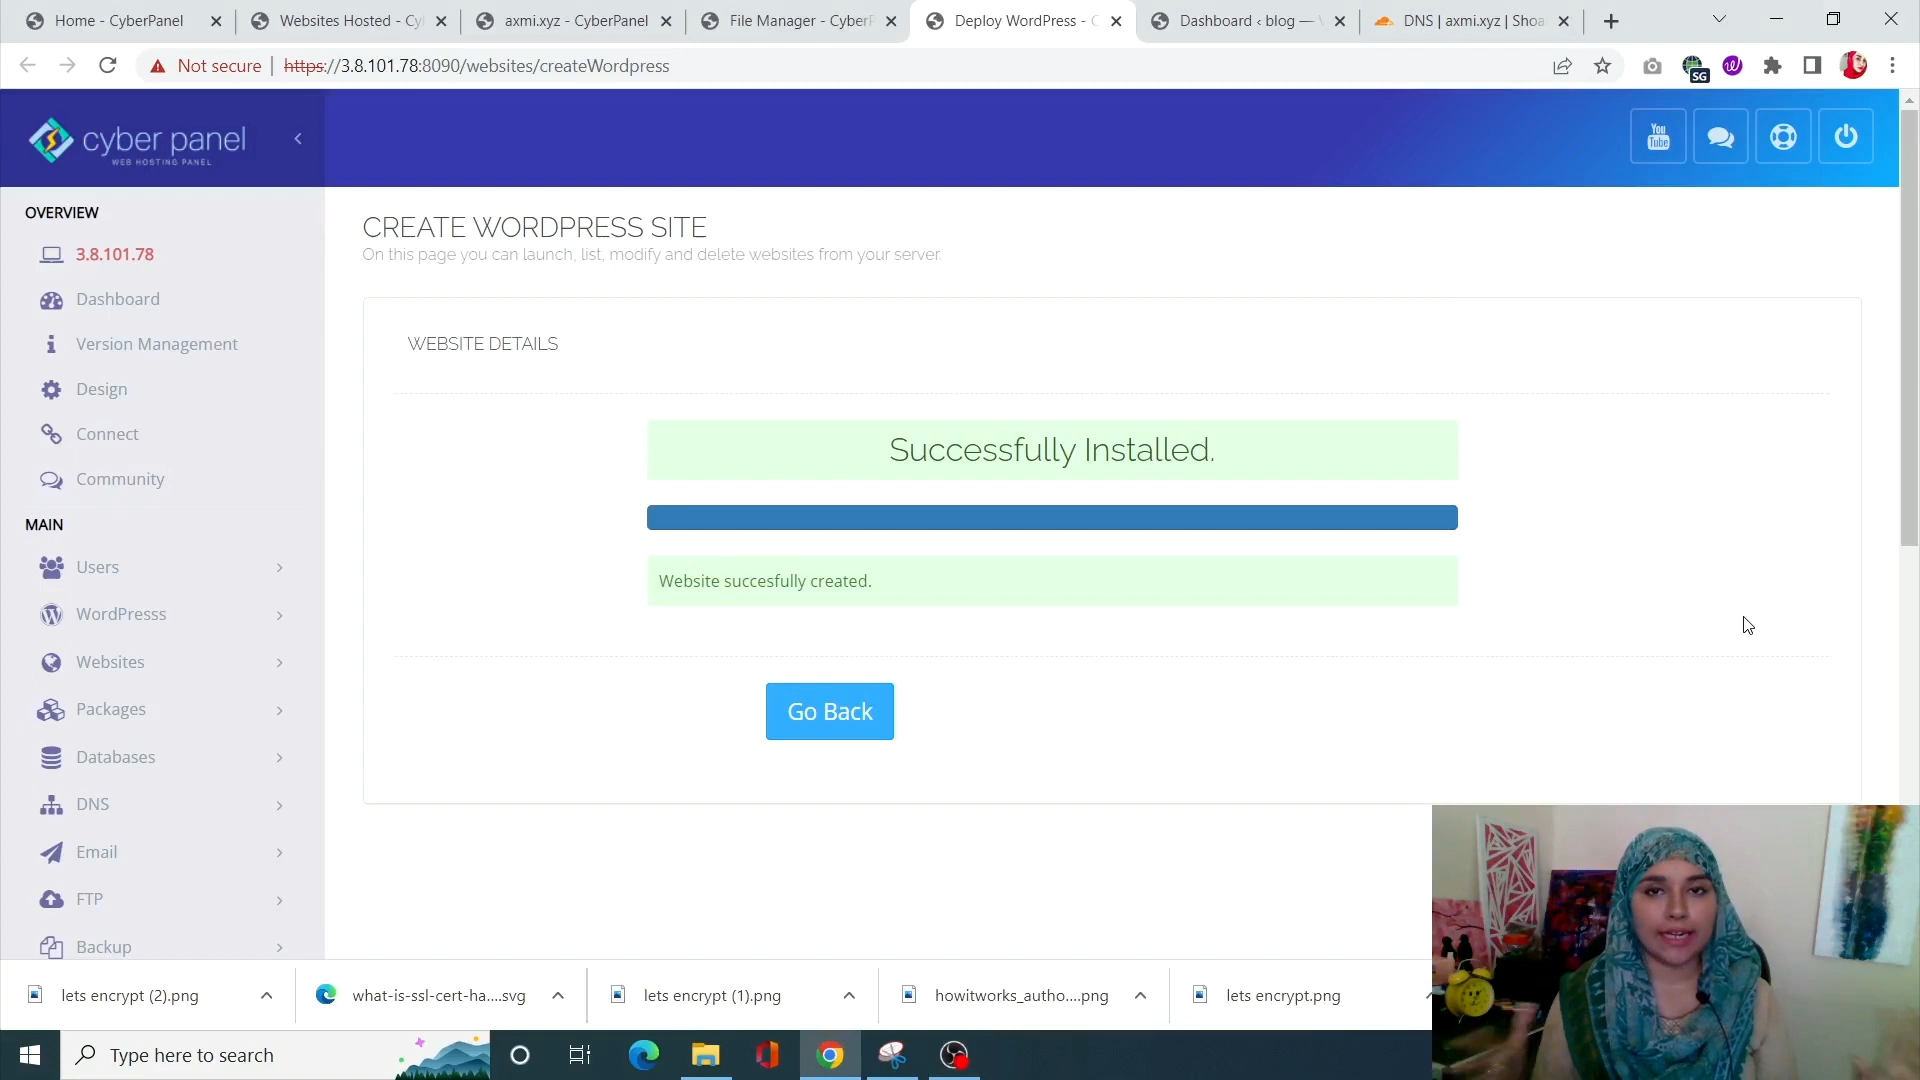 Home - CyberPanel
Websites Hosted - Cy
axmi.xyz - CyberPanel
File Manager - CyberP
Deploy WordPress - C
Dashboard ‹ blog —
DNS | axmi.xyz | Shoa
Not secure
https://3.8.101.78:8090/websites/createWordpress
SG
cyber panel
WEB HOSTING PANEL
You
Tube
OVERVIEW
3.8.101.78
Dashboard
Version Management
Design
Connect
Community
MAIN
Users
WordPresss
Websites
Packages
Databases
DNS
Email
FTP
Backup
CREATE WORDPRESS SITE
On this page you can launch, list, modify and delete websites from your server.
WEBSITE DETAILS
Successfully Installed.
Website succesfully created.
Go Back
lets encrypt (2).png
what-is-ssl-cert-ha....svg
lets encrypt (1).png
howitworks_autho....png
lets encrypt.png
Type here to search